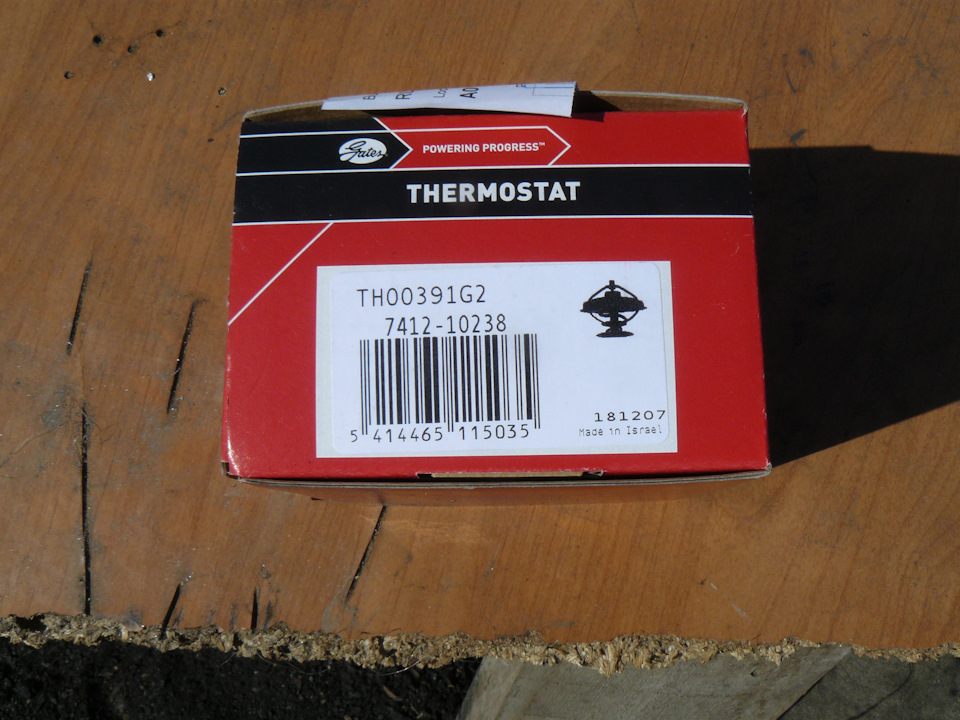 Gates
POWERING PROGRESS™
THERMOSTAT
TH00391G2
7412-10238
5 414465 115035
181207
Made in Israel